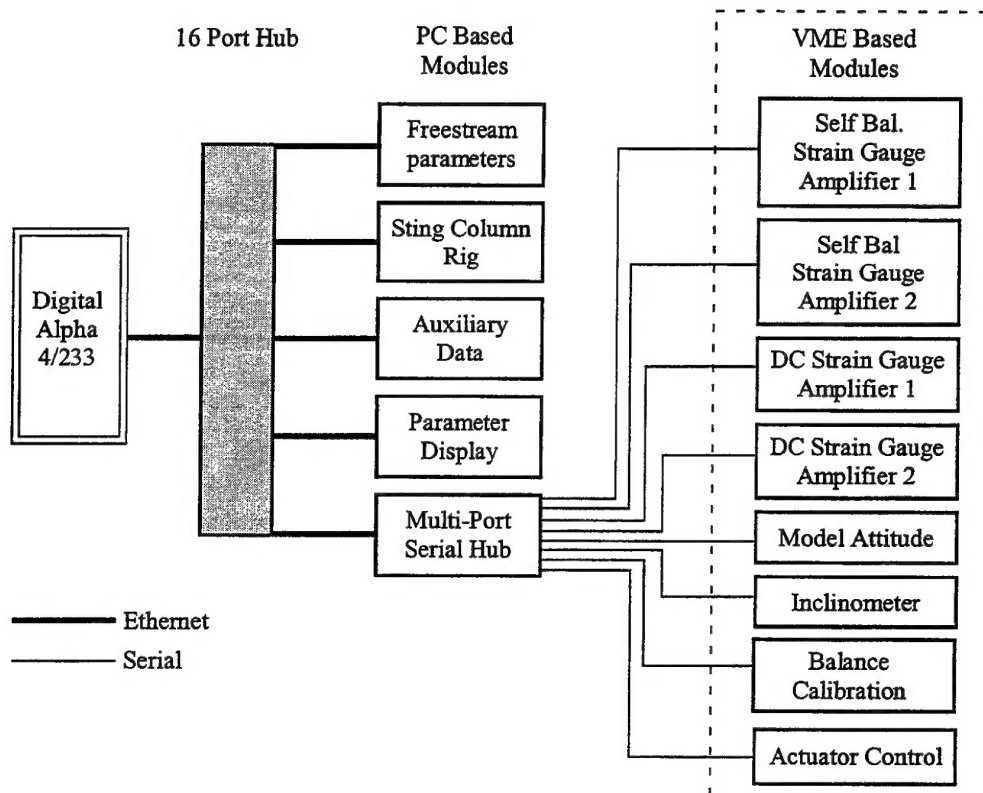 16 Port Hub
PC Based
Modules
VME Based
Modules
Freestream
parameters
Sting Column
Rig
Auxiliary
Data
Parameter
Display
Multi-Port
Serial Hub
Digital
Alpha
4/233
Self Bal.
Strain Gauge
Amplifier 1
Self Bal
Strain Gauge
Amplifier 2
DC Strain Gauge
Amplifier 1
DC Strain Gauge
Amplifier 2
Model Attitude
Inclinometer
Balance
Calibration
Actuator Control
Ethernet
Serial